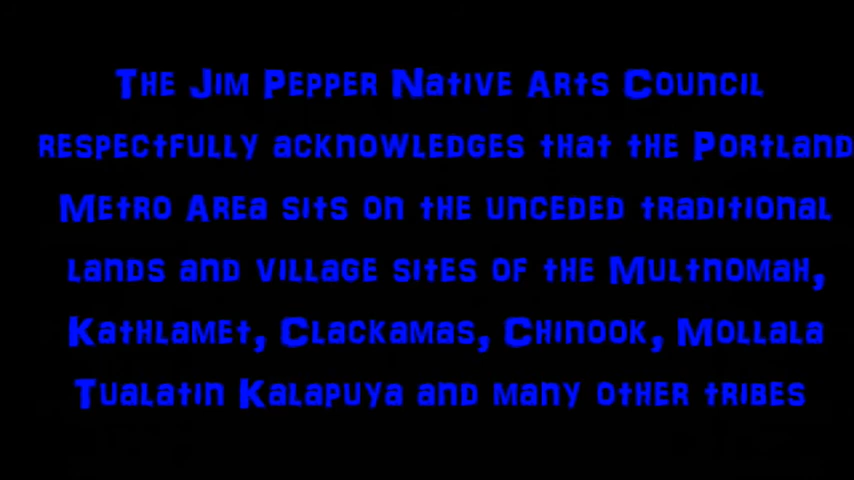 The Jim Pepper Native Arts Council
respectfully acknowledges that the Portland
Metro Area sits on the unceded traditional
lands and village sites of the Multnomah,
Kathlamet, Clackamas, Chinook, Mollala
Tualatin Kalapuya and many other tribes